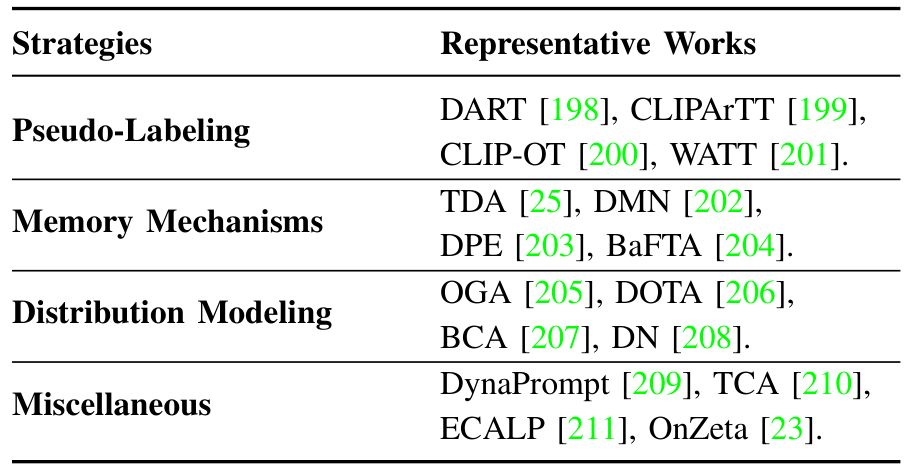 Strategies Representative Works
Pseudo-Labeling
DART [198], CLIPArTT [199],
CLIP-OT [200], WATT [201].
Memory Mechanisms
TDA [25], DMN [202],
DPE [203], BaFTA [204].
Distribution Modeling
OGA [205], DOTA [206],
BCA [207], DN [208].
Miscellaneous
DynaPrompt [209], TCA [210],
ECALP [211], OnZeta [23].